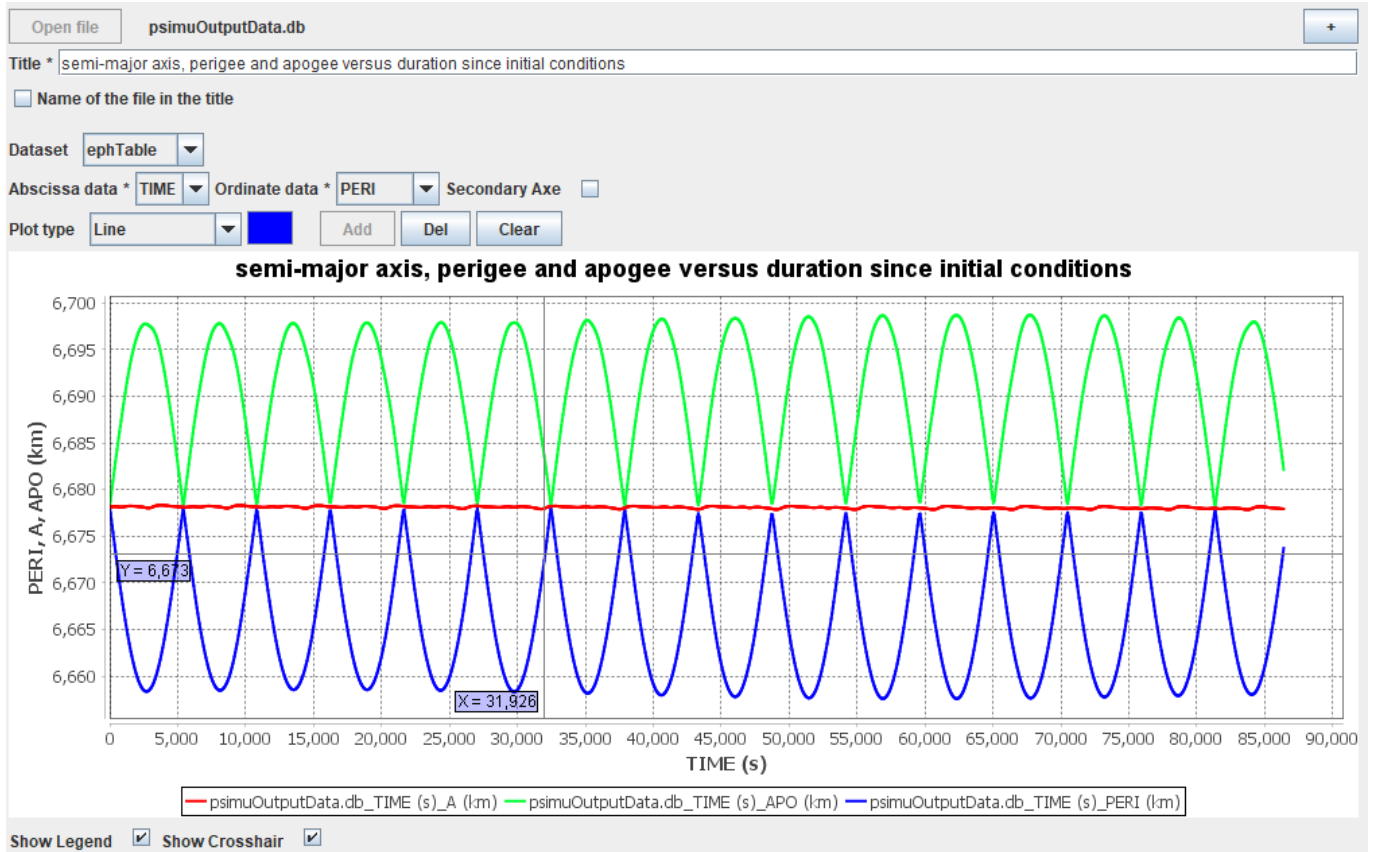 Open file psimuOutputData.db +
Title * semi-major axis, perigee and apogee versus duration since initial conditions
Name of the file in the title
Dataset ephTable
Abscissa data * TIME Ordinate data * PERI Secondary Axe
Plot type Line Add Del Clear
semi-major axis, perigee and apogee versus duration since initial conditions
PERI, A, APO (km)
6,700
6,695
6,690
6,685
6,680
6,675
6,670
6,665
6,660
Y = 6,673
X = 31,926
0 5,000 10,000 15,000 20,000 25,000 30,000 35,000 40,000 45,000 50,000 55,000 60,000 65,000 70,000 75,000 80,000 85,000 90,000
TIME (s)
psimuOutputData.db_TIME (s)_A (km) psimuOutputData.db_TIME (s)_APO (km) psimuOutputData.db_TIME (s)_PERI (km)
Show Legend Show Crosshair